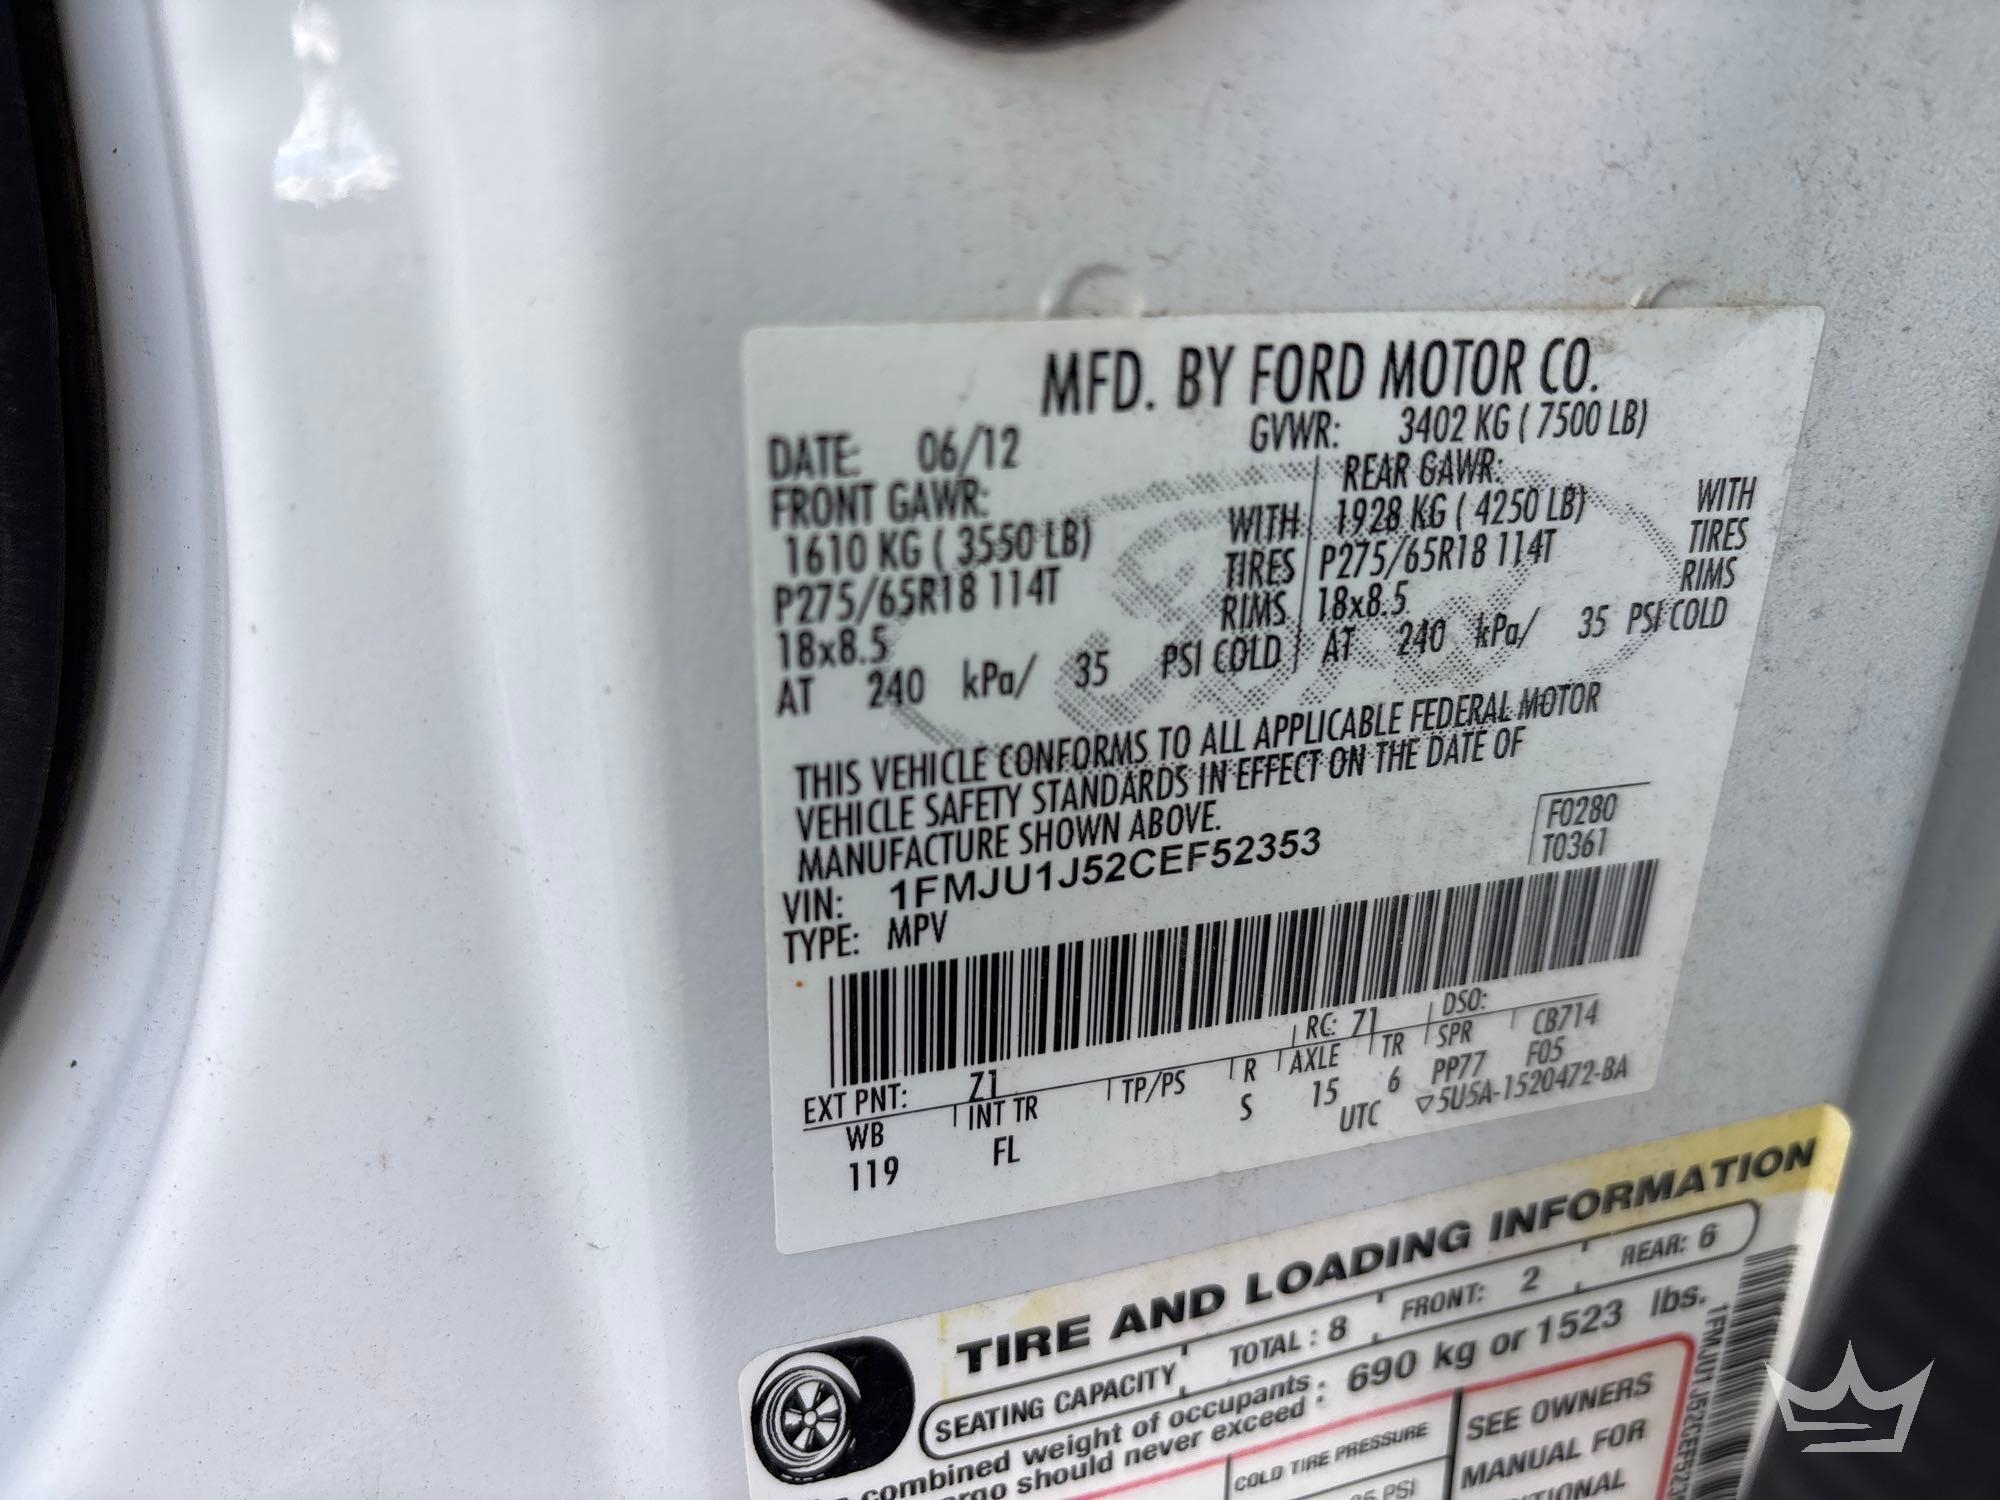 MFD. BY FORD MOTOR CO.
DATE: 06/12 GVWR: 3402 KG ( 7500 LB)
FRONT GAWR: REAR GAWR:
1610 KG ( 3550 LB) WITH 1928 KG ( 4250 LB) WITH
P275/65R18 114T TIRES P275/65R18 114T TIRES
18x8.5 RIMS 18x8.5 RIMS
AT 240 kPa/ 35 PSI COLD AT 240 kPa/ 35 PSI COLD
THIS VEHICLE CONFORMS TO ALL APPLICABLE FEDERAL MOTOR
VEHICLE SAFETY STANDARDS IN EFFECT ON THE DATE OF
MANUFACTURE SHOWN ABOVE.
F0280
T0361
VIN: 1FMJU1J52CEF52353
TYPE: MPV
EXT PNT: Z1 RC: 71 DSO:
WB INT TR TP/PS R AXLE TR SPR CB714
119 FL S 15 6 PP77 F05
UTC ▽5U5A-1520472-BA
TIRE AND LOADING INFORMATION
SEATING CAPACITY TOTAL : 8 FRONT: 2 REAR: 6
combined weight of occupants : 690 kg or 1523 lbs.
should never exceed
COLD TIRE PRESSURE
SEE OWNERS
MANUAL FOR
PSI